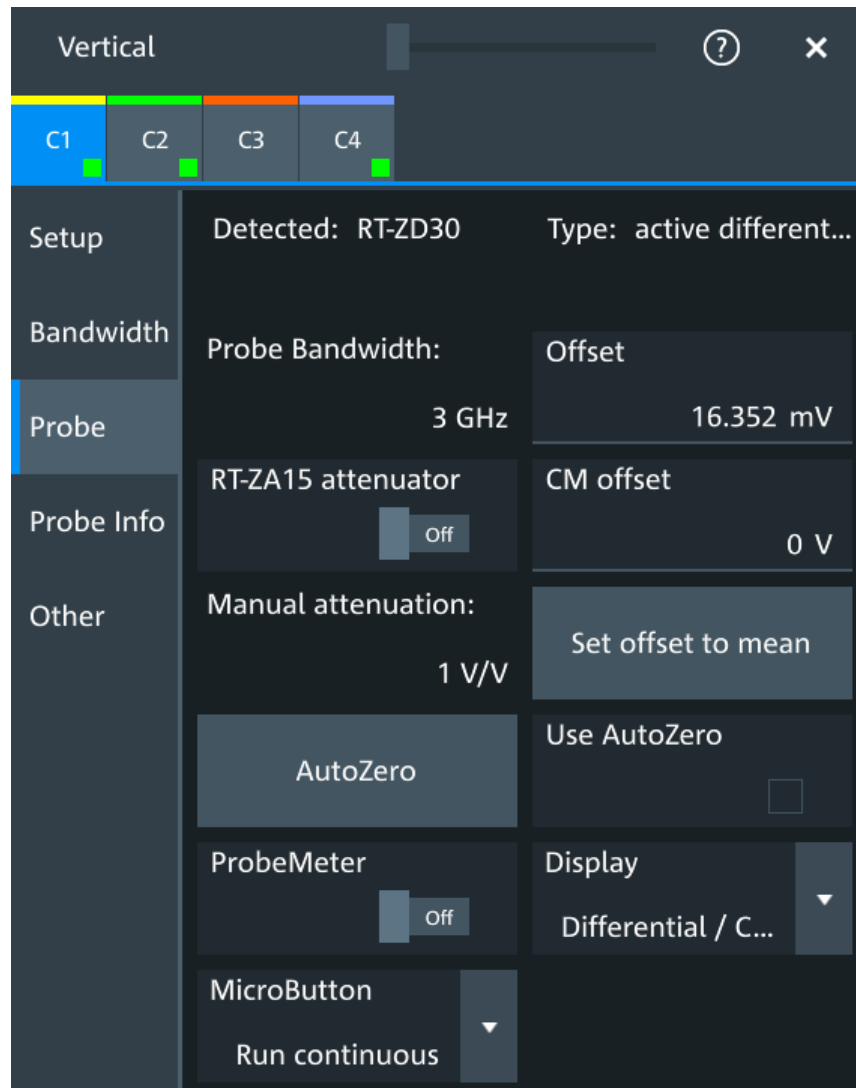 Vertical
?
C1 C2 C3 C4
Setup
Bandwidth
Probe
Probe Info
Other
Detected: RT-ZD30 Type: active different...
Probe Bandwidth:
3 GHz
Offset
16.352 mV
RT-ZA15 attenuator
Off
CM offset
0 V
Manual attenuation:
1 V/V
Set offset to mean
AutoZero
Use AutoZero
ProbeMeter
Off
Display
Differential / C...
MicroButton
Run continuous